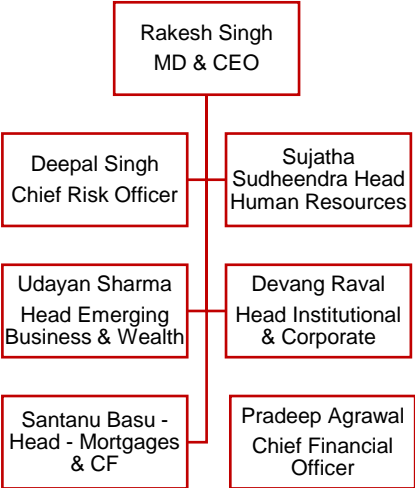 Rakesh Singh
MD & CEO
Deepal Singh
Chief Risk Officer
Sujatha
Sudheendra Head
Human Resources
Udayan Sharma
Head Emerging
Business & Wealth
Devang Raval
Head Institutional
& Corporate
Santanu Basu -
Head - Mortgages
& CF
Pradeep Agrawal
Chief Financial
Officer